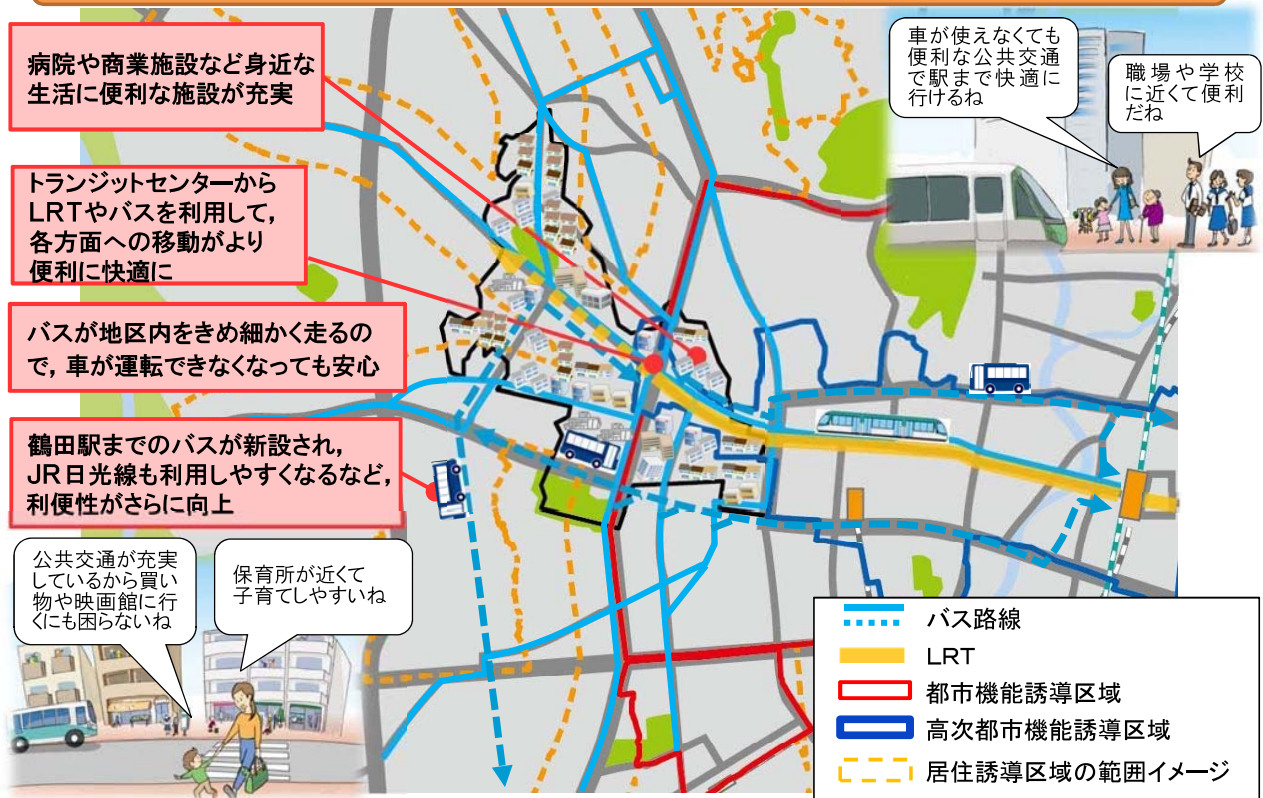 病院や商業施設など身近な
生活に便利な施設が充実
トランジットセンターから
LRTやバスを利用して，
各方面への移動がより
便利に快適に
バスが地区内をきめ細かく走るの
で，車が運転できなくなっても安心
鶴田駅までのバスが新設され，
JR日光線も利用しやすくなるなど，
利便性がさらに向上
車が使えなくても
便利な公共交通
で駅まで快適に
行けるね
職場や学校
に近くて便利
だね
公共交通が充実
しているから買い
物や映画館に行
くにも困らないね
保育所が近くて
子育てしやすいね
バス路線
LRT
都市機能誘導区域
高次都市機能誘導区域
居住誘導区域の範囲イメージ